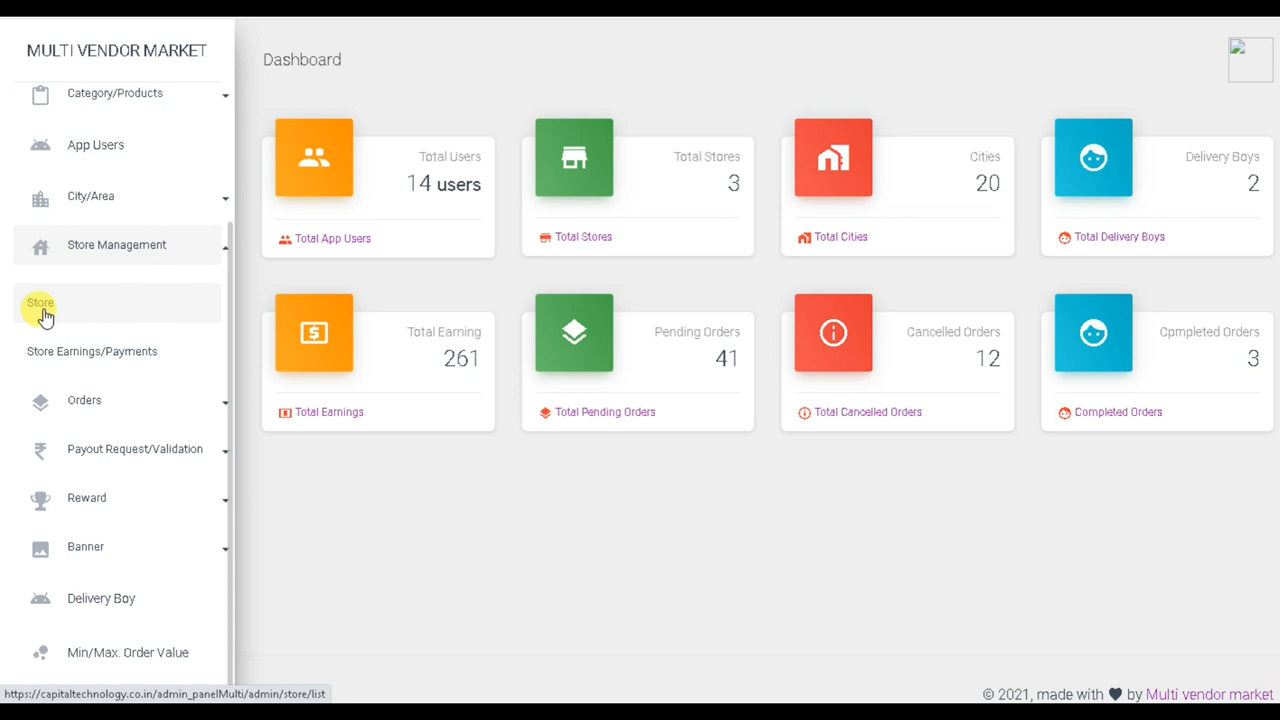 MULTI VENDOR MARKET
Category/Products
App Users
City/Area
Store Management
Store
Store Earnings/Payments
Orders
Payout Request/Validation
Reward
Banner
Delivery Boy
Min/Max. Order Value
https://capitaltechnology.co.in/admin_panelMulti/admin/store/list
Dashboard
Total Users
14 users
Total App Users
Total Stores
3
Total Stores
Cities
20
Total Cities
Delivery Boys
2
Total Delivery Boys
Total Earning
261
Total Earnings
Pending Orders
41
Total Pending Orders
Cancelled Orders
12
Total Cancelled Orders
Cpmpleted Orders
3
Completed Orders
© 2021, made with ♥ by Multi vendor market